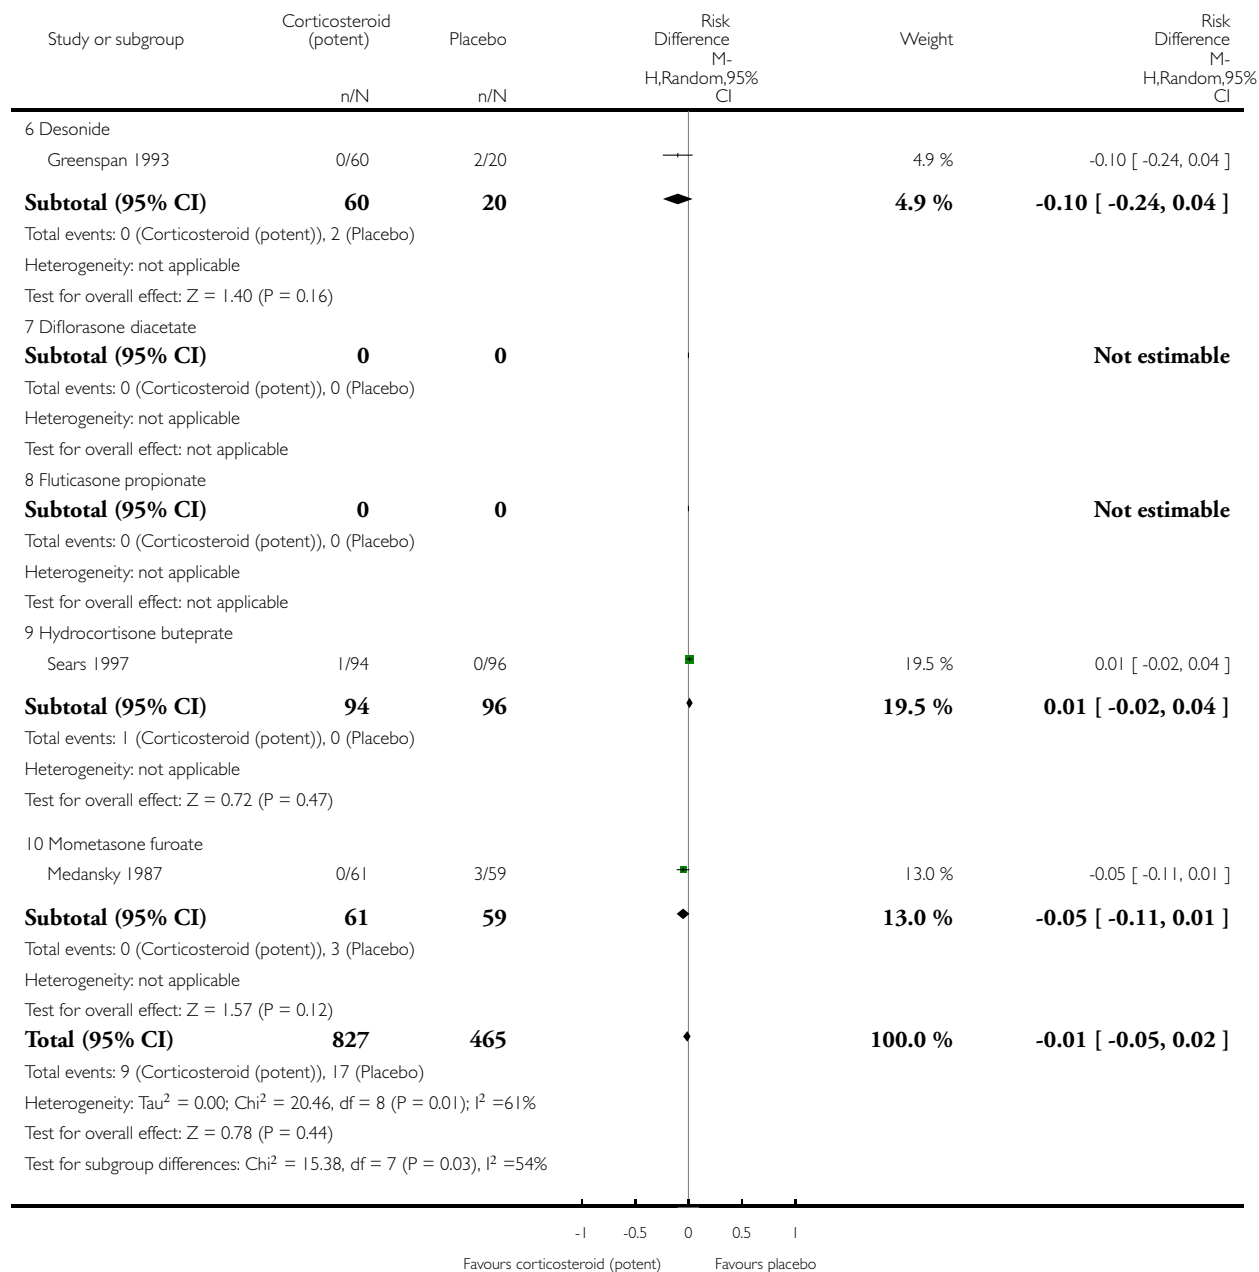 Study or subgroup Corticosteroid (potent) Placebo Risk Difference Weight Risk Difference
n/N n/N M-H,Random,95% CI M-H,Random,95% CI
6 Desonide
Greenspan 1993 0/60 2/20 4.9 % -0.10 [ -0.24, 0.04 ]
Subtotal (95% CI) 60 20 4.9 % -0.10 [ -0.24, 0.04 ]
Total events: 0 (Corticosteroid (potent)), 2 (Placebo)
Heterogeneity: not applicable
Test for overall effect: Z = 1.40 (P = 0.16)
7 Diflorasone diacetate
Subtotal (95% CI) 0 0 Not estimable
Total events: 0 (Corticosteroid (potent)), 0 (Placebo)
Heterogeneity: not applicable
Test for overall effect: not applicable
8 Fluticasone propionate
Subtotal (95% CI) 0 0 Not estimable
Total events: 0 (Corticosteroid (potent)), 0 (Placebo)
Heterogeneity: not applicable
Test for overall effect: not applicable
9 Hydrocortisone buteprate
Sears 1997 1/94 0/96 19.5 % 0.01 [ -0.02, 0.04 ]
Subtotal (95% CI) 94 96 19.5 % 0.01 [ -0.02, 0.04 ]
Total events: 1 (Corticosteroid (potent)), 0 (Placebo)
Heterogeneity: not applicable
Test for overall effect: Z = 0.72 (P = 0.47)
10 Mometasone furoate
Medansky 1987 0/61 3/59 13.0 % -0.05 [ -0.11, 0.01 ]
Subtotal (95% CI) 61 59 13.0 % -0.05 [ -0.11, 0.01 ]
Total events: 0 (Corticosteroid (potent)), 3 (Placebo)
Heterogeneity: not applicable
Test for overall effect: Z = 1.57 (P = 0.12)
Total (95% CI) 827 465 100.0 % -0.01 [ -0.05, 0.02 ]
Total events: 9 (Corticosteroid (potent)), 17 (Placebo)
Heterogeneity: Tau² = 0.00; Chi² = 20.46, df = 8 (P = 0.01); I² =61%
Test for overall effect: Z = 0.78 (P = 0.44)
Test for subgroup differences: Chi² = 15.38, df = 7 (P = 0.03), I² =54%
-1 -0.5 0 0.5 1
Favours corticosteroid (potent) Favours placebo